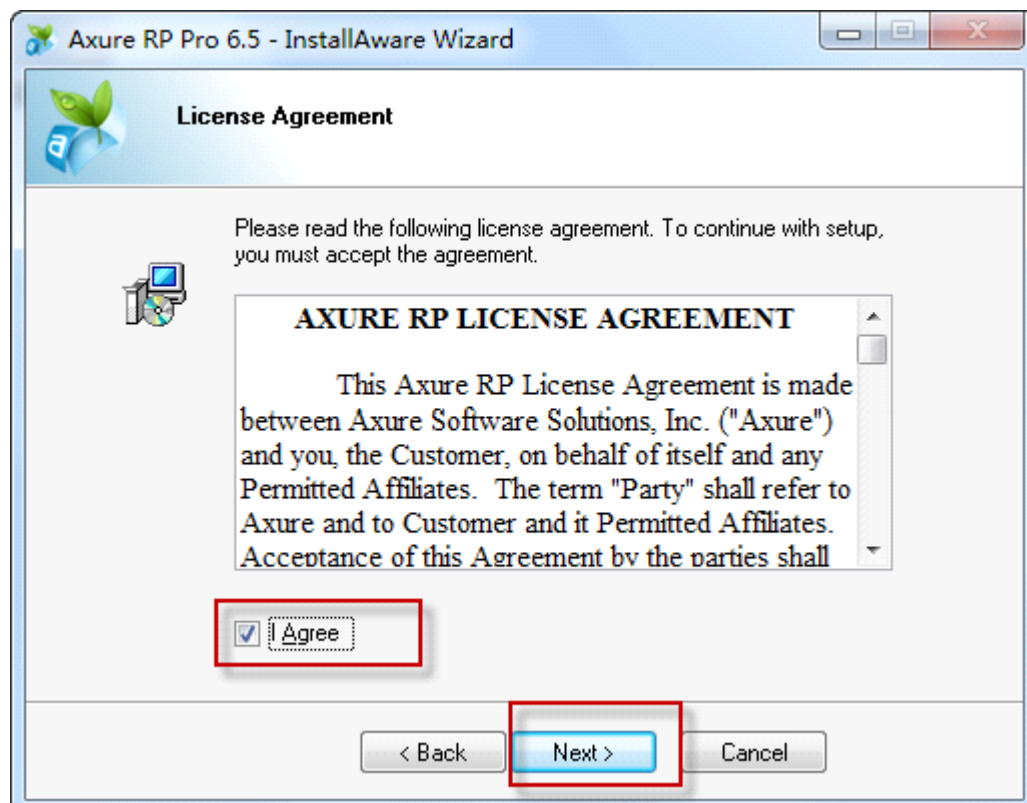 Axure RP Pro 6.5 - InstallAware Wizard
License Agreement
Please read the following license agreement. To continue with setup,
you must accept the agreement.
AXURE RP LICENSE AGREEMENT
This Axure RP License Agreement is made
between Axure Software Solutions, Inc. ("Axure")
and you, the Customer, on behalf of itself and any
Permitted Affiliates.  The term "Party" shall refer to
Axure and to Customer and it Permitted Affiliates.
Acceptance of this Agreement by the parties shall
I Agree
< Back
Next >
Cancel